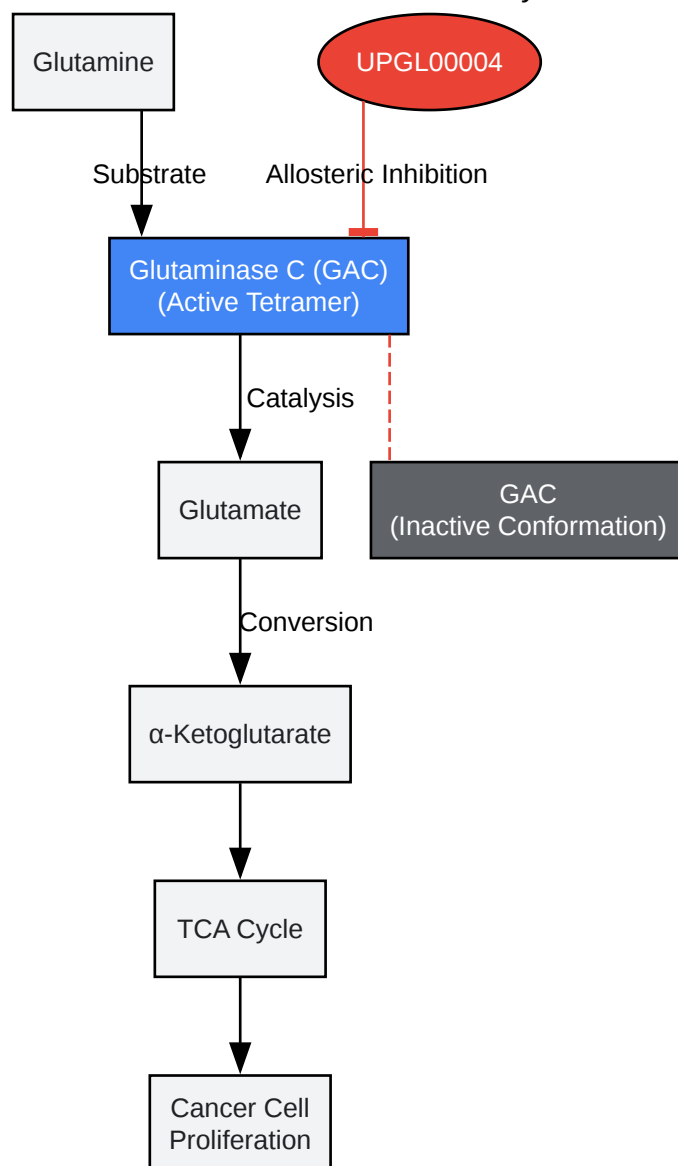 Glutamine
UPGL00004
Substrate
Allosteric Inhibition
Glutaminase C (GAC)
(Active Tetramer)
Catalysis
Glutamate
GAC
(Inactive Conformation)
Conversion
α-Ketoglutarate
TCA Cycle
Cancer Cell
Proliferation